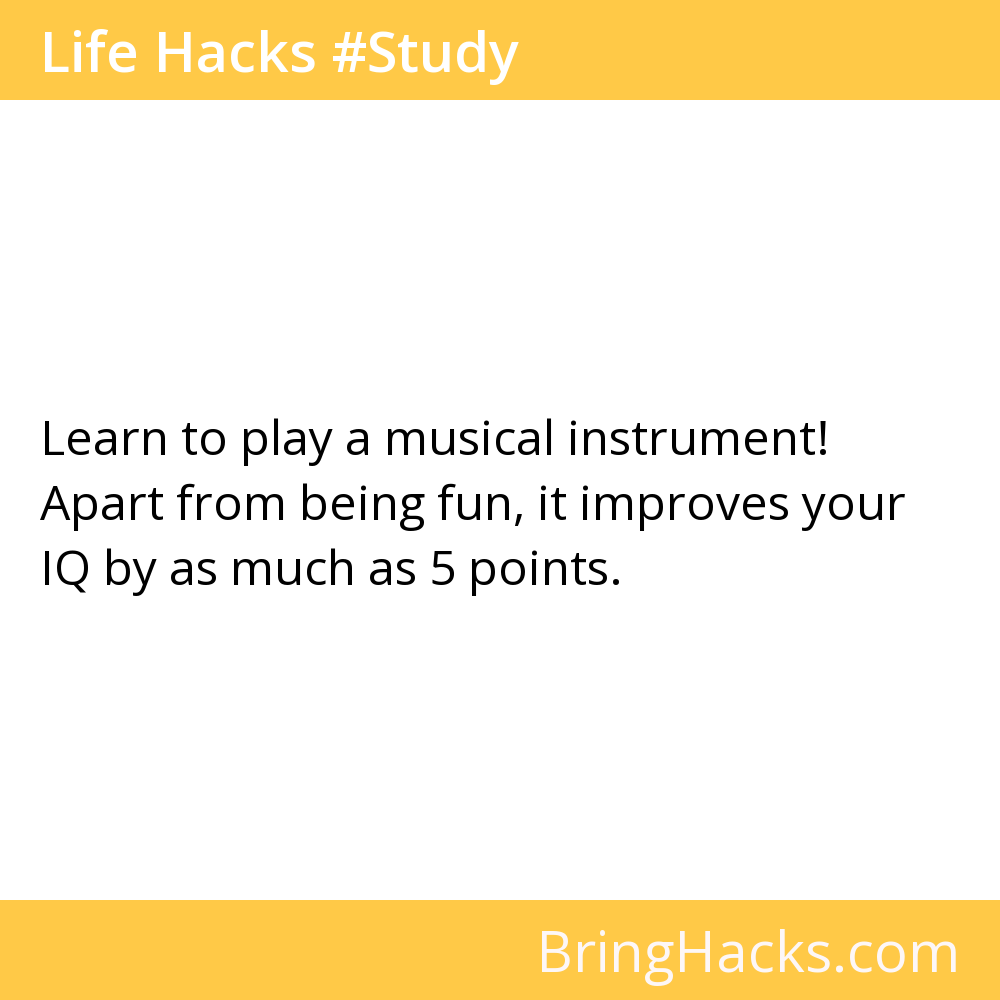 Life Hacks #Study
Learn to play a musical instrument!
Apart from being fun, it improves your
IQ by as much as 5 points.
BringHacks.com